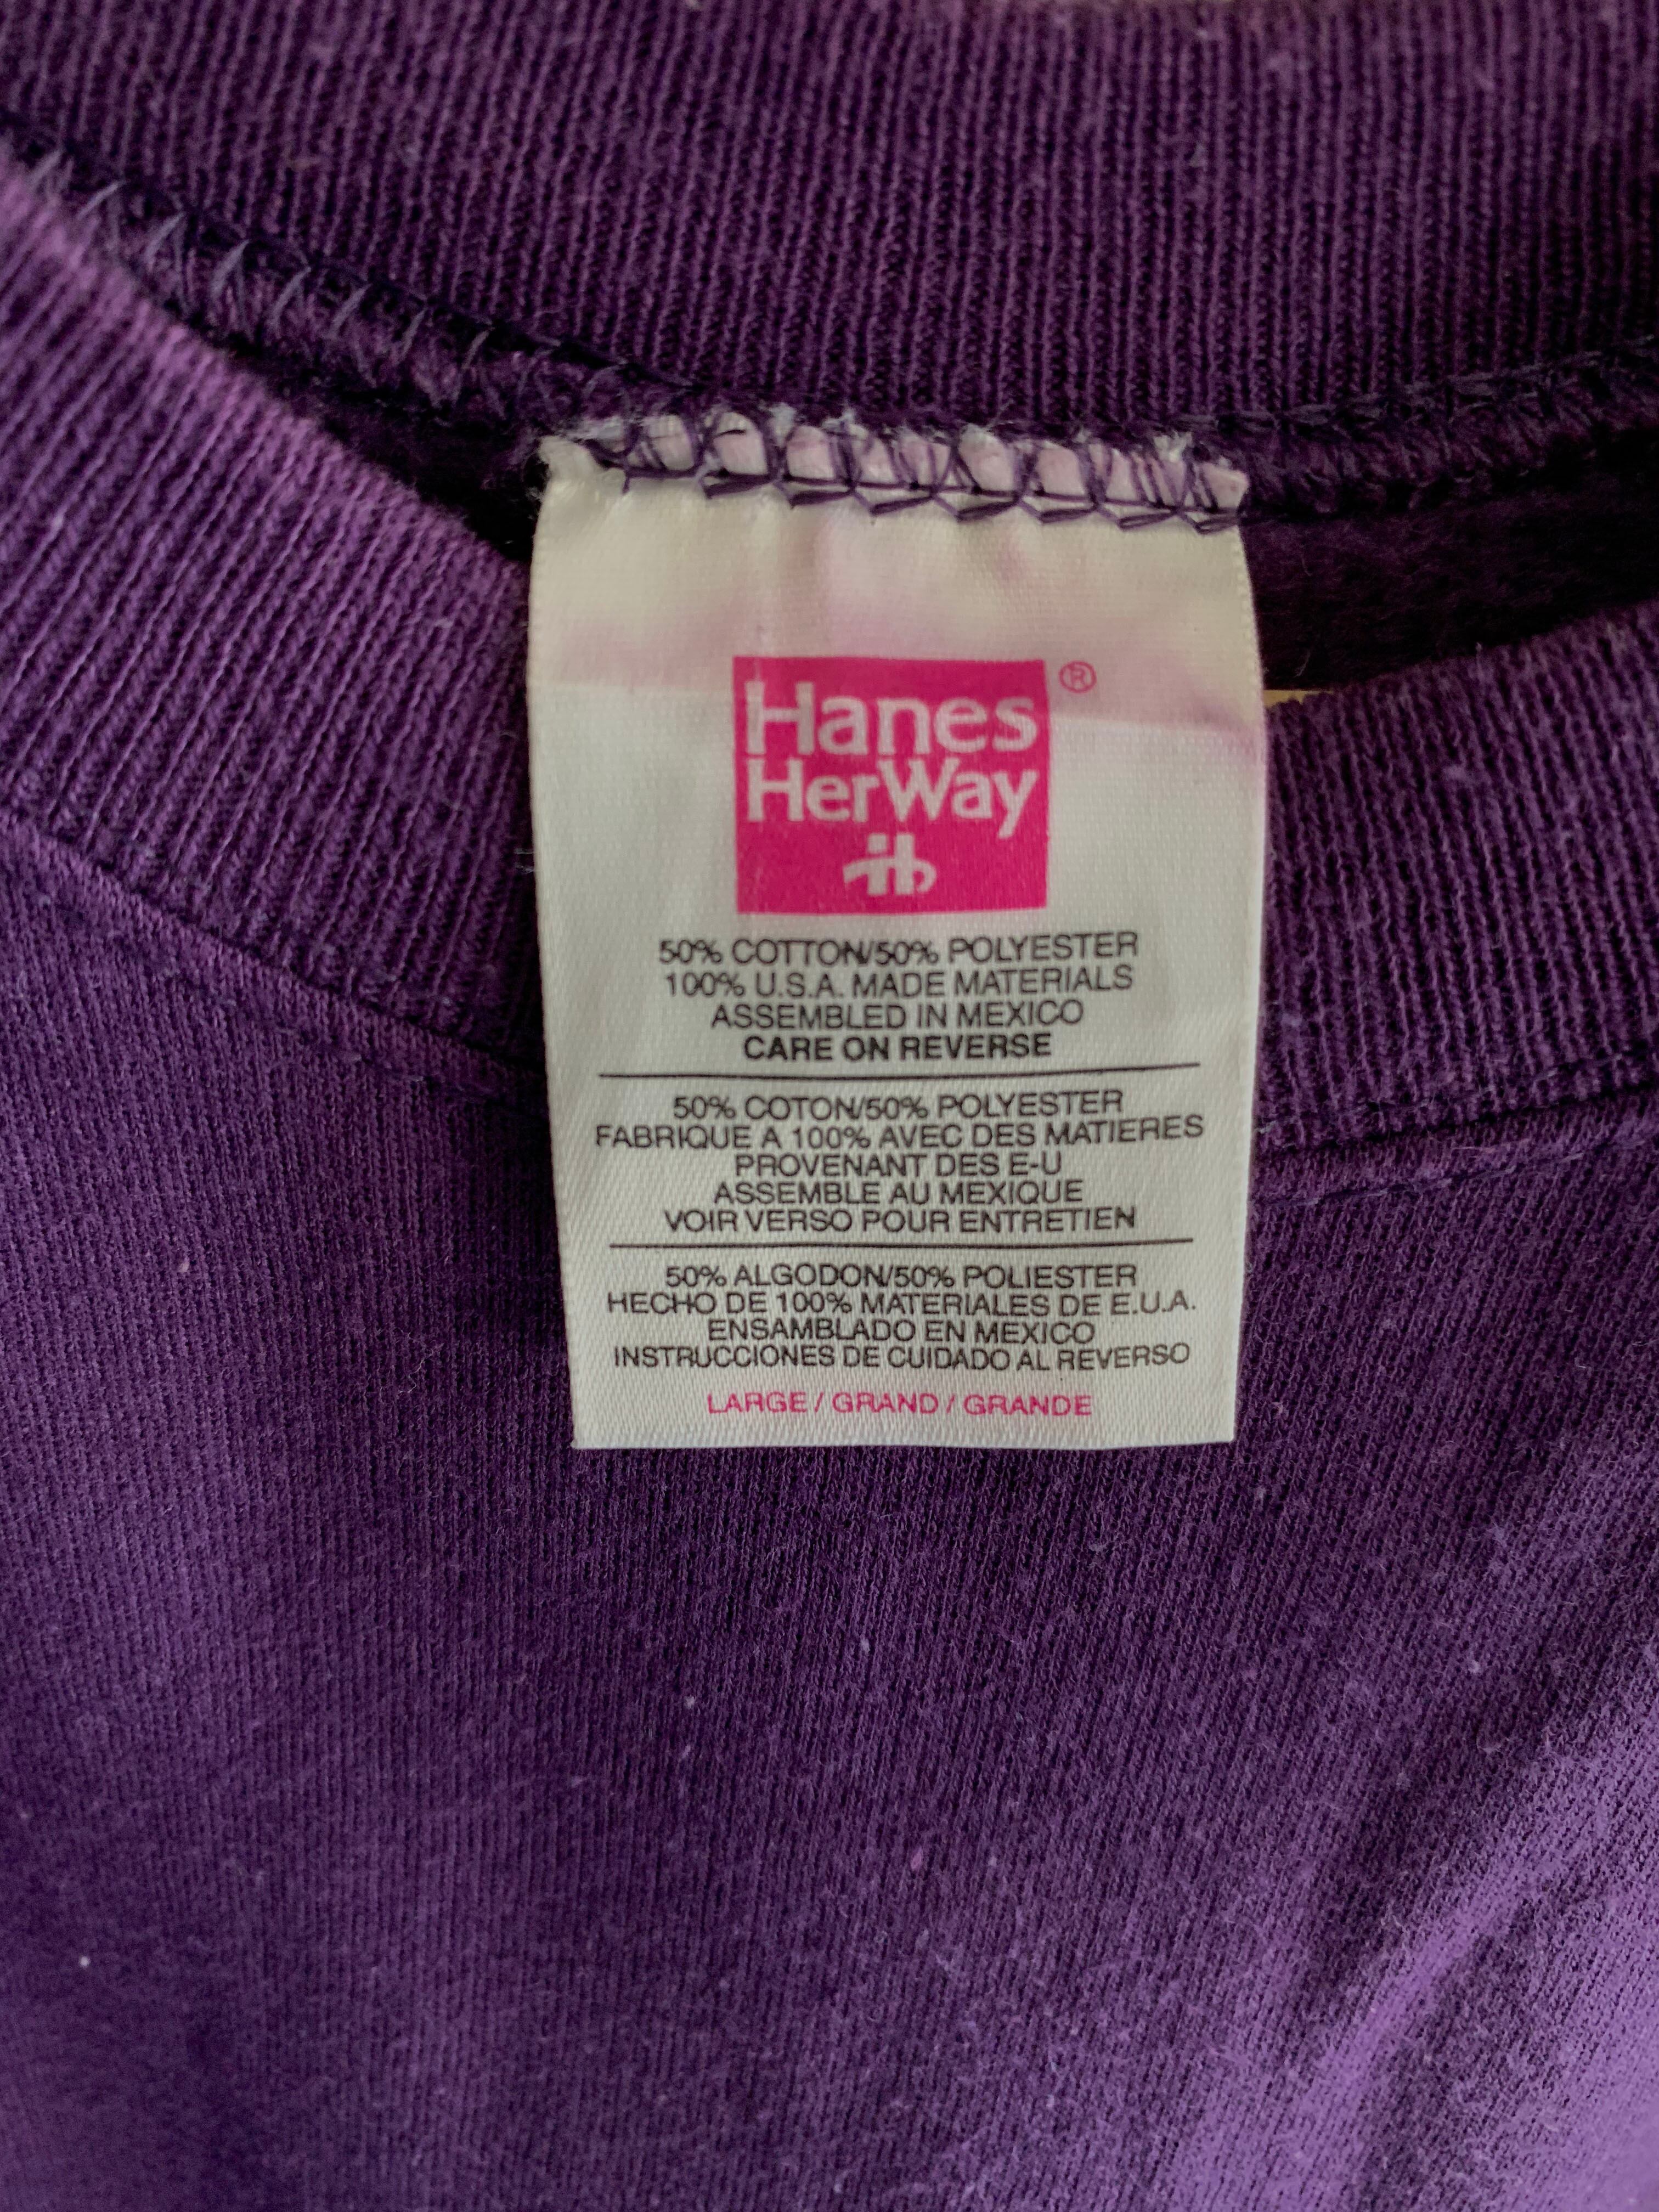 Hanes®
HerWay
50% COTTON/50% POLYESTER
100% U.S.A. MADE MATERIALS
ASSEMBLED IN MEXICO
CARE ON REVERSE
50% COTON/50% POLYESTER
FABRIQUE A 100% AVEC DES MATIERES
PROVENANT DES E-U
ASSEMBLE AU MEXIQUE
VOIR VERSO POUR ENTRETIEN
50% ALGODON/50% POLIESTER
HECHO DE 100% MATERIALES DE E.U.A.
ENSAMBLADO EN MEXICO
INSTRUCCIONES DE CUIDADO AL REVERSO
LARGE / GRAND / GRANDE